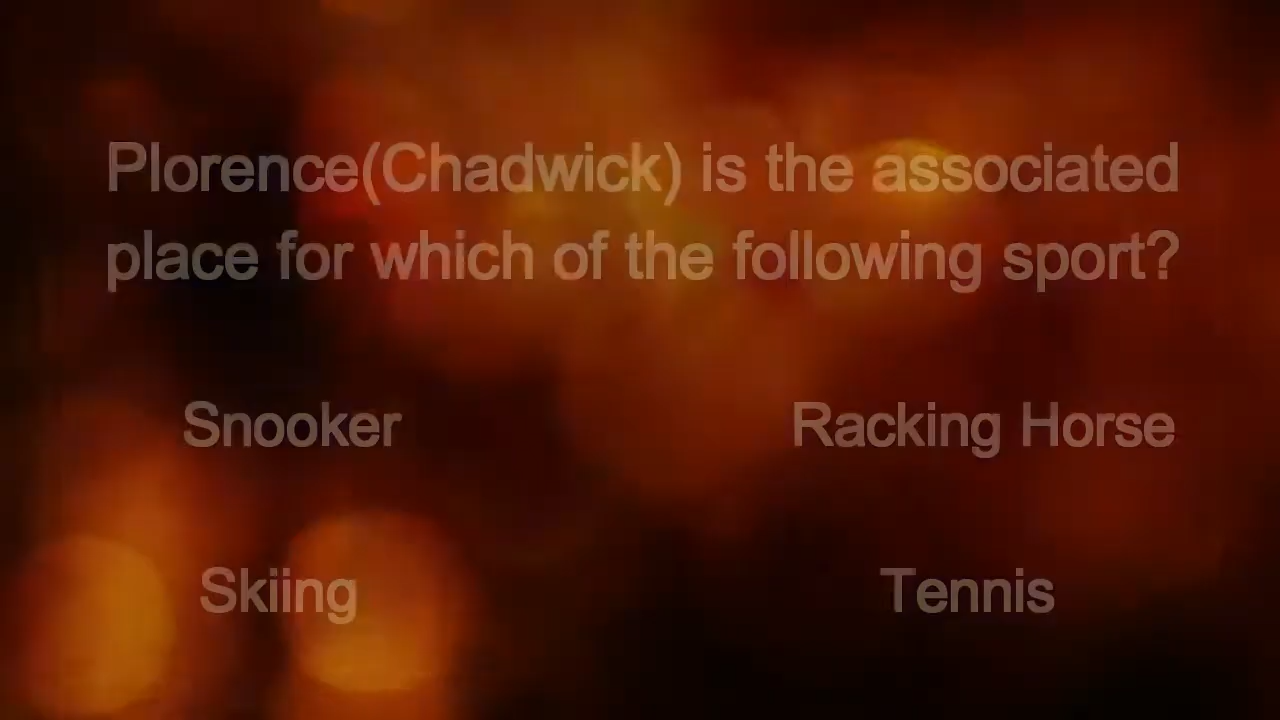 Plorence(Chadwick) is the associated
place for which of the following sport?
Snooker
Racking Horse
Skiing
Tennis